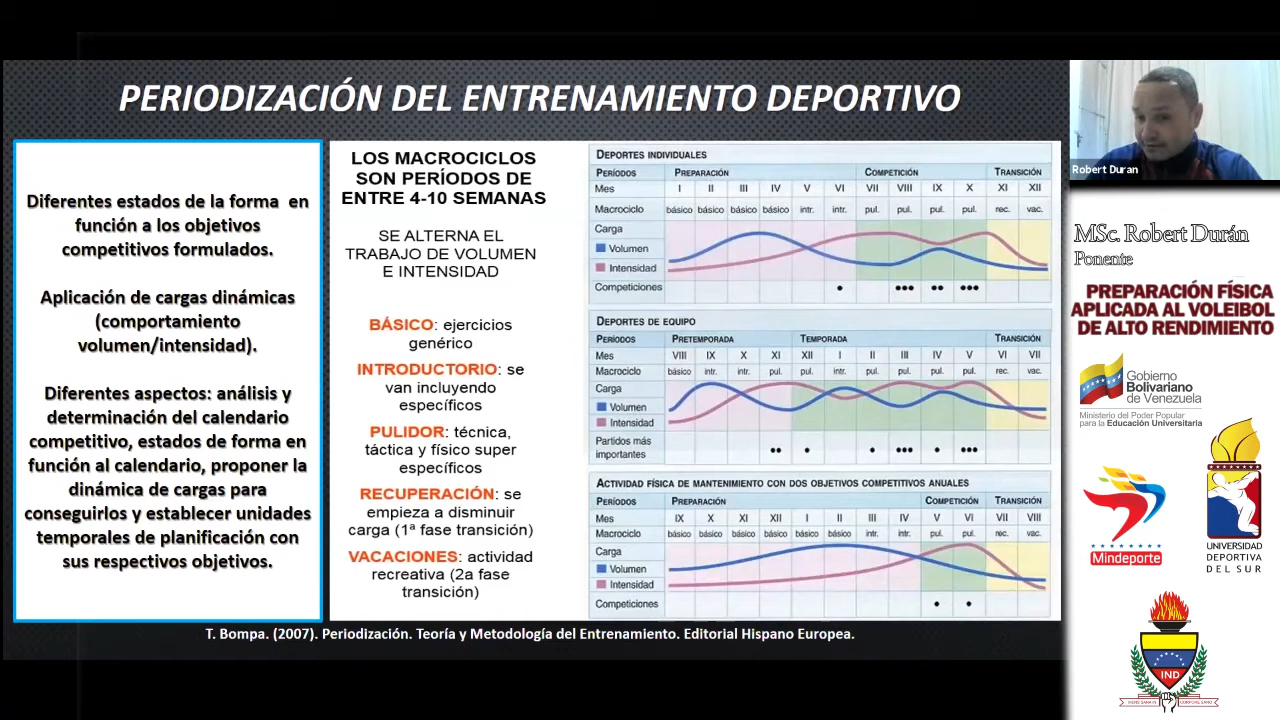 PERIODIZACIÓN DEL ENTRENAMIENTO DEPORTIVO
Diferentes estados de la forma en
función a los objetivos
competitivos formulados.
Aplicación de cargas dinámicas
(comportamiento
volumen/intensidad).
Diferentes aspectos: análisis y
determinación del calendario
competitivo, estados de forma en
función al calendario, proponer la
dinámica de cargas para
conseguirlos y establecer unidades
temporales de planificación con
sus respectivos objetivos.
LOS MACROCICLOS
SON PERÍODOS DE
ENTRE 4-10 SEMANAS
SE ALTERNA EL
TRABAJO DE VOLUMEN
E INTENSIDAD
BÁSICO: ejercicios
genérico
INTRODUCTORIO: se
van incluyendo
específicos
PULIDOR: técnica,
táctica y físico super
específicos
RECUPERACIÓN: se
empieza a disminuir
carga (1ª fase transición)
VACACIONES: actividad
recreativa (2a fase
transición)
DEPORTES INDIVIDUALES
PERÍODOS PREPARACIÓN COMPETICIÓN TRANSICIÓN
Mes I II III IV V VI VII VIII IX X XI XII
Macrociclo básico básico básico básico intr. intr. pul. pul. pul. pul. rec. vac.
Carga
Volumen
Intensidad
Competiciones
DEPORTES DE EQUIPO
PERÍODOS PRETEMPORADA TEMPORADA TRANSICIÓN
Mes VIII IX X XI XII I II III IV V VI VII
Macrociclo básico intr. intr. pul. pul. intr. pul. pul. pul. pul. rec. vac.
Carga
Volumen
Intensidad
Partidos más
importantes
ACTIVIDAD FÍSICA DE MANTENIMIENTO CON DOS OBJETIVOS COMPETITIVOS ANUALES
PERÍODOS PREPARACIÓN COMPETICIÓN TRANSICIÓN
Mes IX X XI XII I II III IV V VI VII VIII
Macrociclo básico básico básico básico básico básico intr. intr. pul. pul. rec. vac.
Carga
Volumen
Intensidad
Competiciones
T. Bompa. (2007). Periodización. Teoría y Metodología del Entrenamiento. Editorial Hispano Europea.
Robert Duran
MSc. Robert Durán
Ponente
PREPARACIÓN FÍSICA
APLICADA AL VOLEIBOL
DE ALTO RENDIMIENTO
Gobierno
Bolivariano
de Venezuela
Ministerio del Poder Popular
para la Educación Universitaria
Mindeporte
UNIVERSIDAD
DEPORTIVA
DEL SUR
IND
MENS SANA IN CORPORE SANO